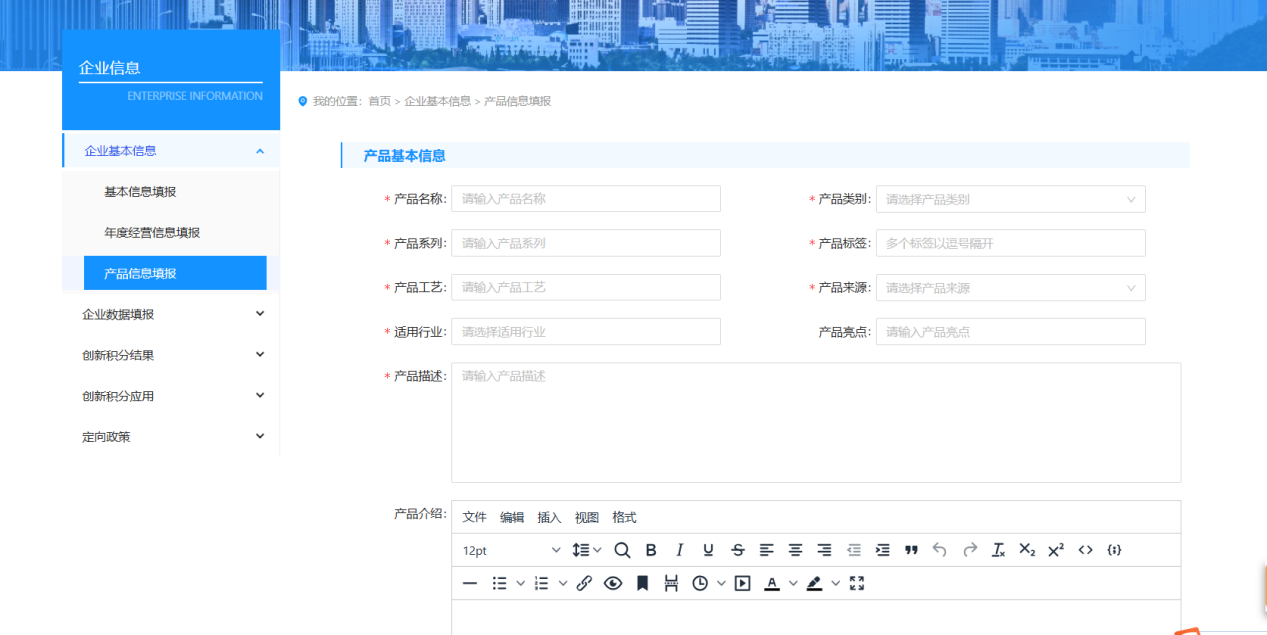 企业信息
ENTERPRISE INFORMATION
我的位置：首页 > 企业基本信息 > 产品信息填报
企业基本信息
基本信息填报
年度经营信息填报
产品信息填报
企业数据填报
创新积分结果
创新积分应用
定向政策
产品基本信息
* 产品名称: 请输入产品名称
* 产品类别: 请选择产品类别
* 产品系列: 请输入产品系列
* 产品标签: 多个标签以逗号隔开
* 产品工艺: 请输入产品工艺
* 产品来源: 请选择产品来源
* 适用行业: 请选择适用行业
产品亮点: 请输入产品亮点
* 产品描述: 请输入产品描述
产品介绍:
文件 编辑 插入 视图 格式
12pt